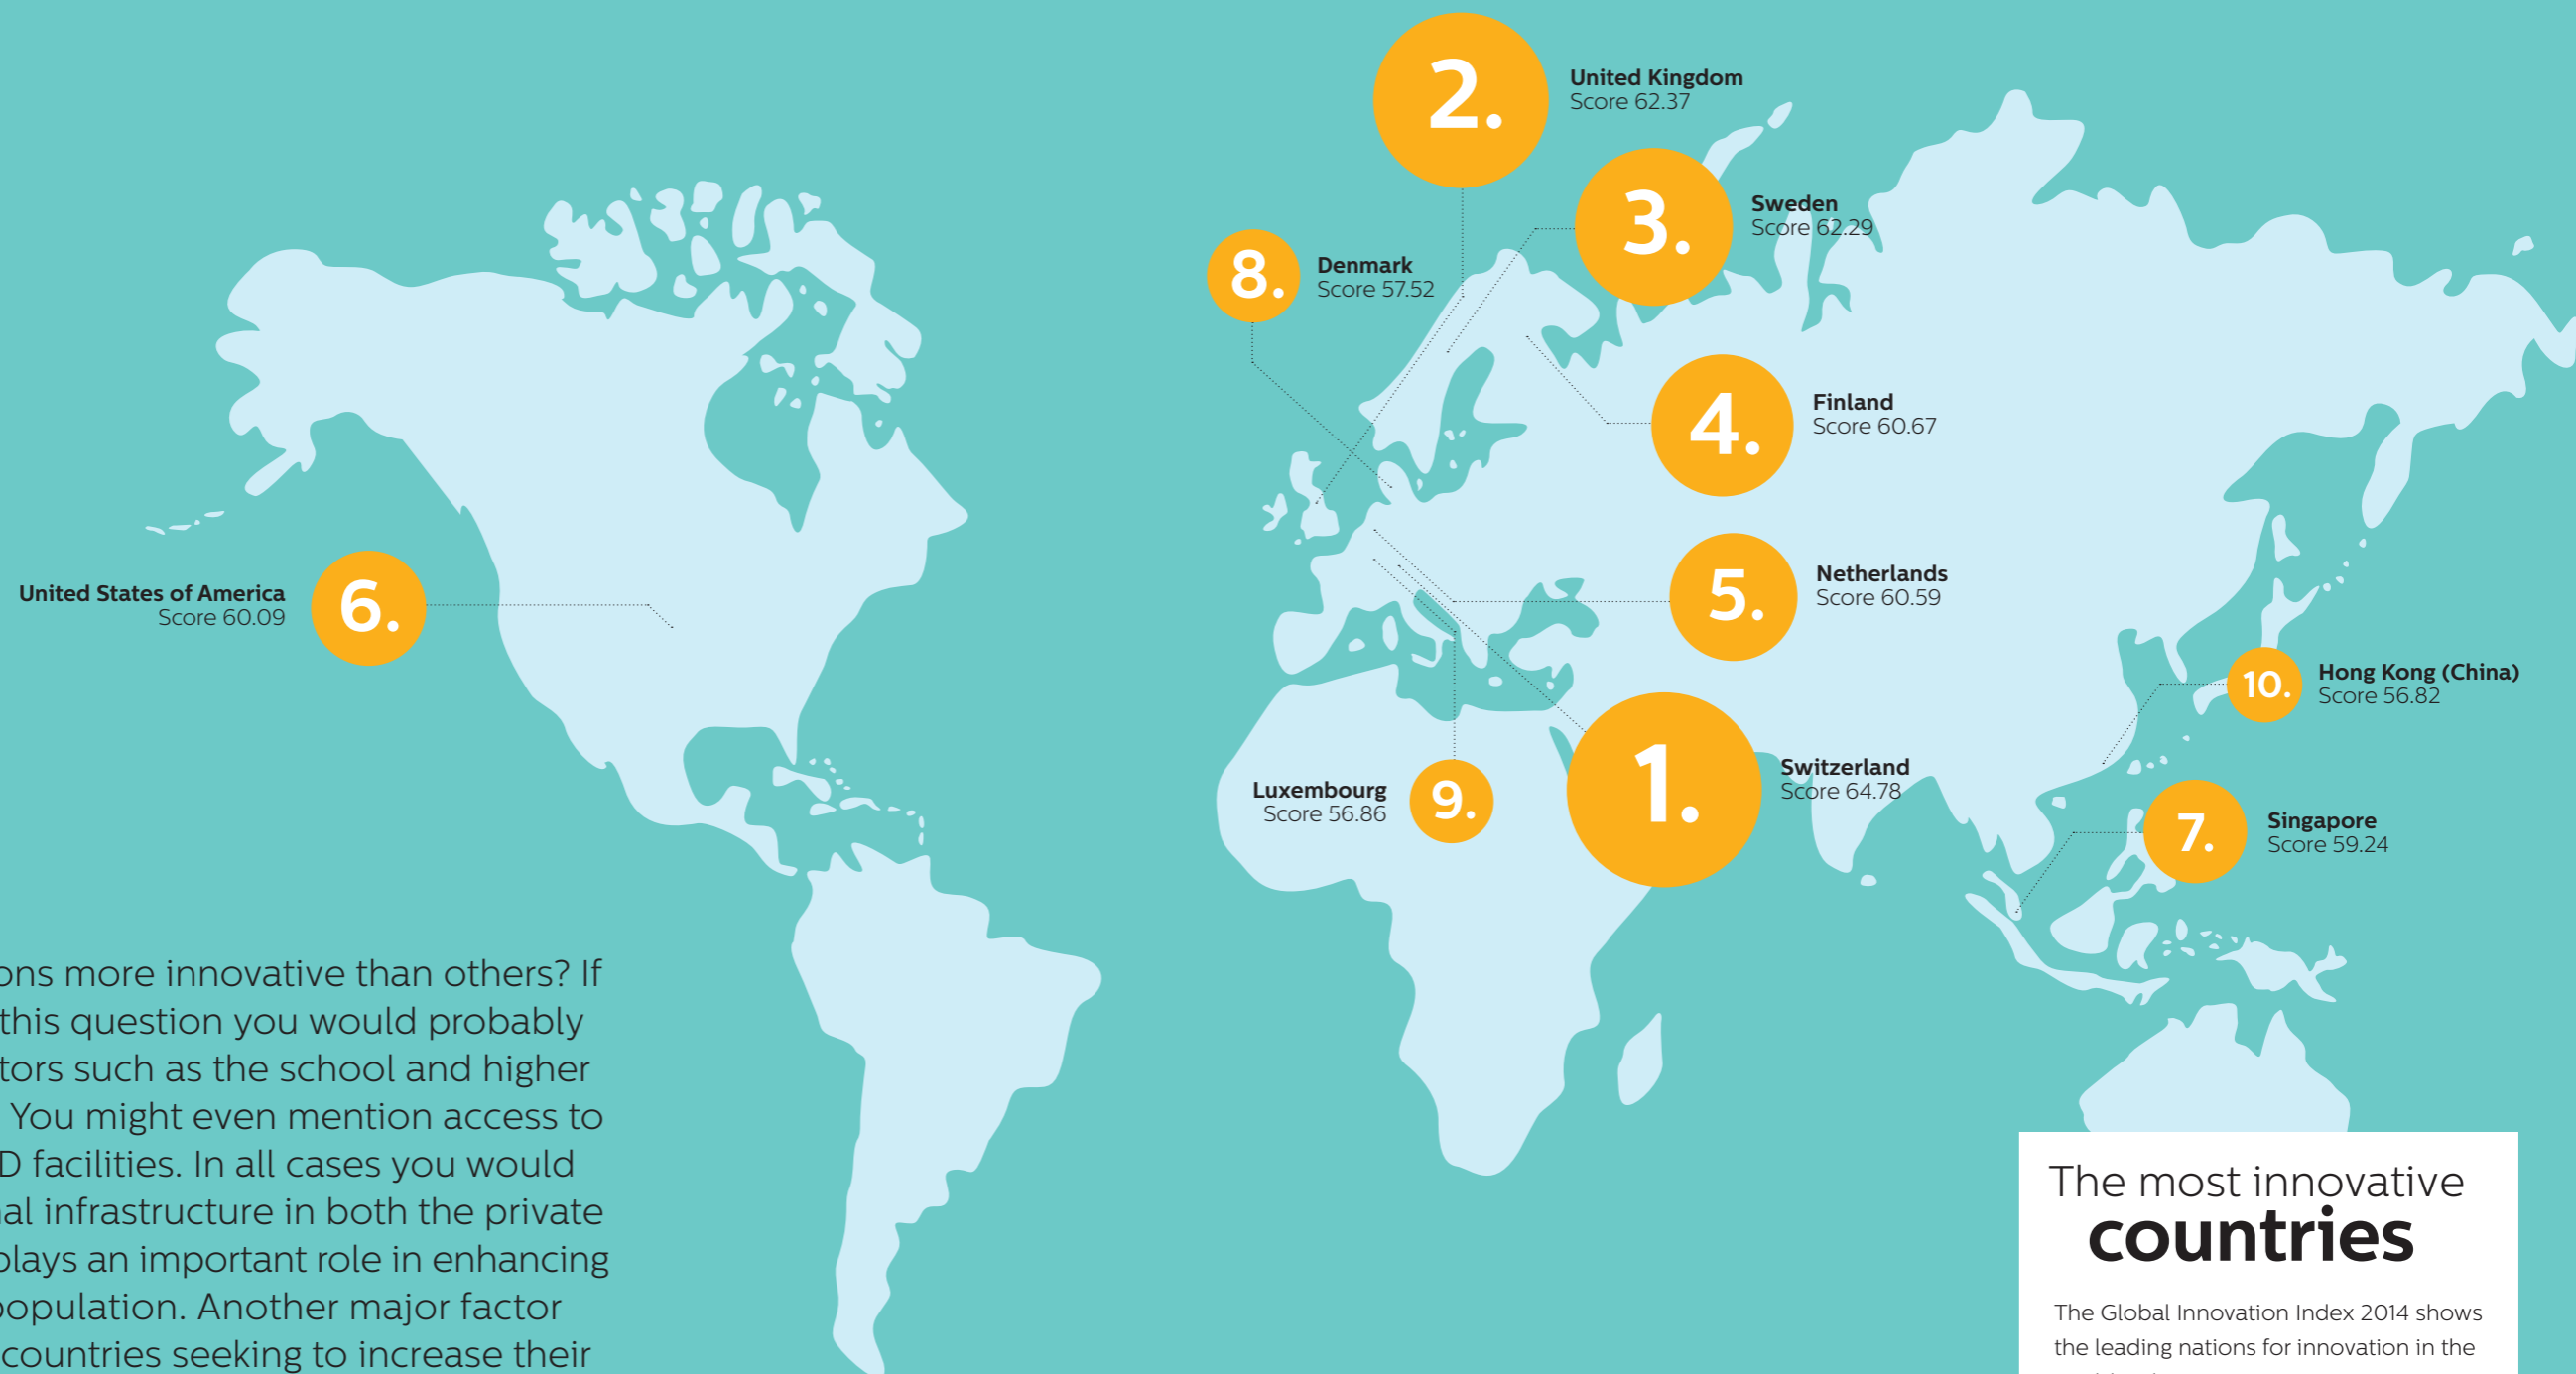 2.
United Kingdom
Score 62.37
3.
Sweden
Score 62.29
8.
Denmark
Score 57.52
4.
Finland
Score 60.67
5.
Netherlands
Score 60.59
United States of America
Score 60.09
6.
10.
Hong Kong (China)
Score 56.82
1.
Switzerland
Score 64.78
Luxembourg
Score 56.86
9.
7.
Singapore
Score 59.24
ons more innovative than others? If
this question you would probably
tors such as the school and higher
You might even mention access to
D facilities. In all cases you would
al infrastructure in both the private
plays an important role in enhancing
population. Another major factor
countries seeking to increase their
The most innovative
countries
The Global Innovation Index 2014 shows
the leading nations for innovation in the